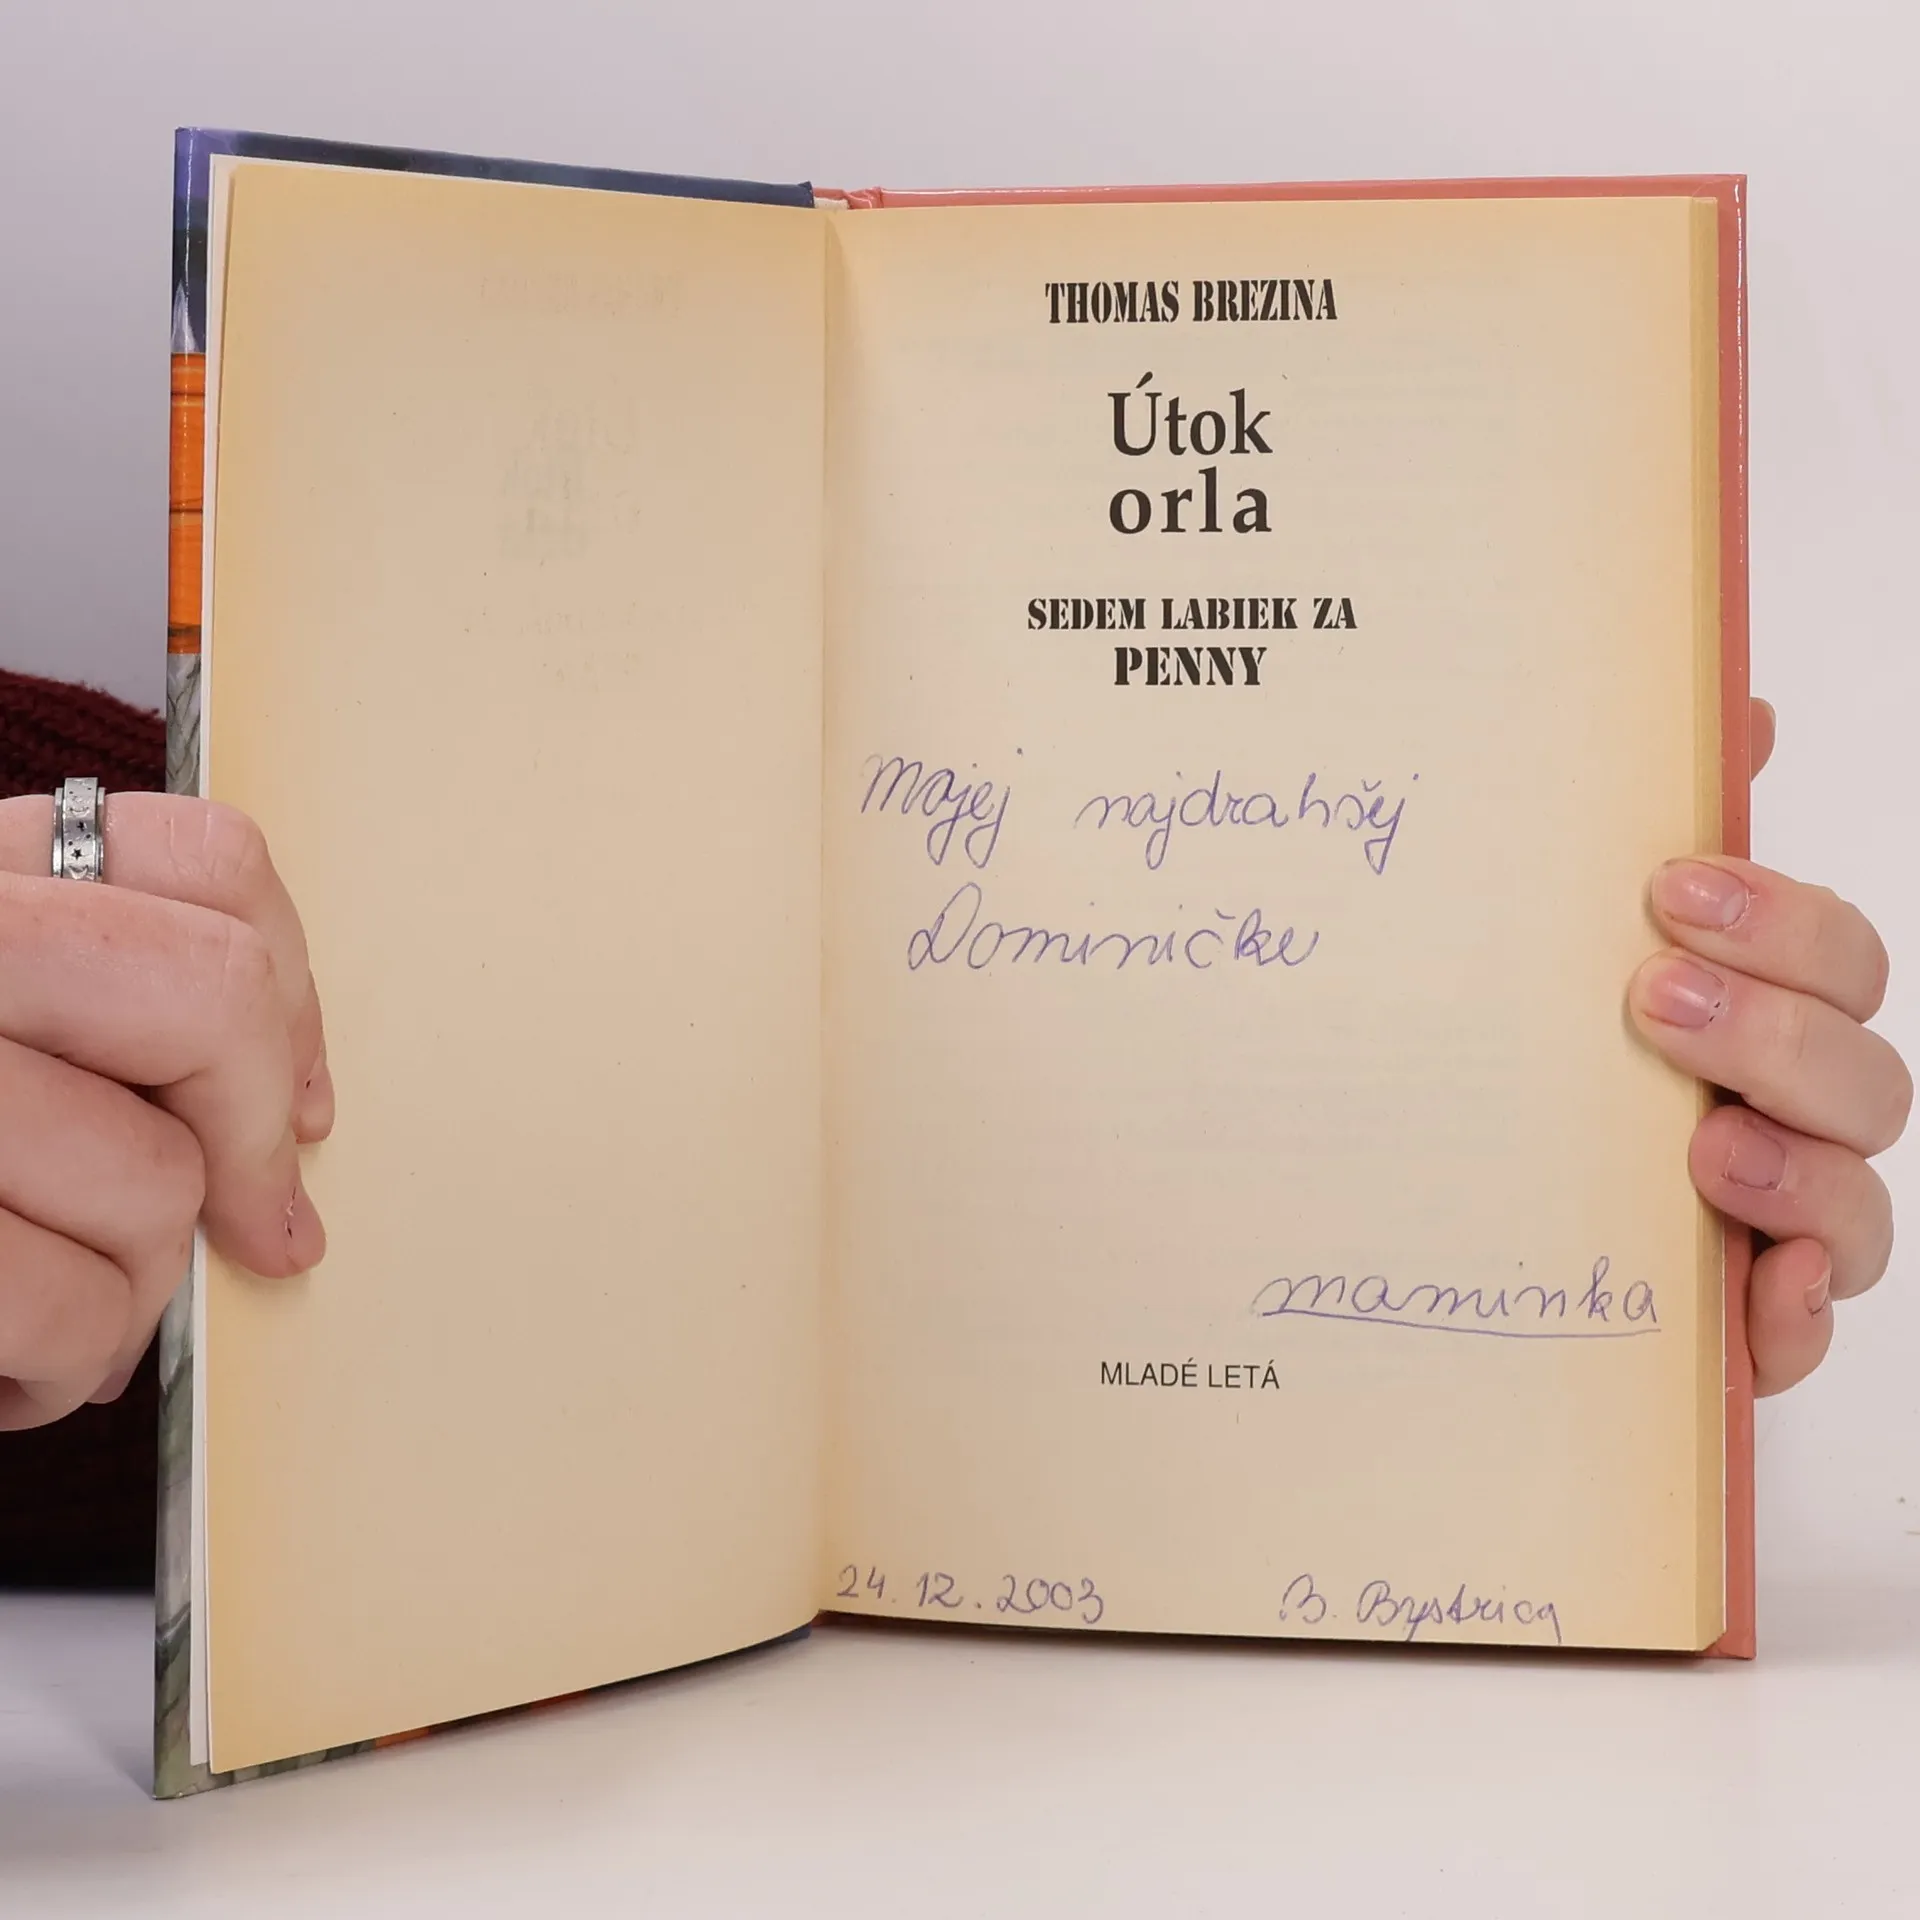 THOMAS BREZINA
Útok
orla
SEDEM LABIEK ZA
PENNY
Mojej najdrahšej
Dominičke
maminka
MLADÉ LETÁ
24.12.2003 B. Bystrica